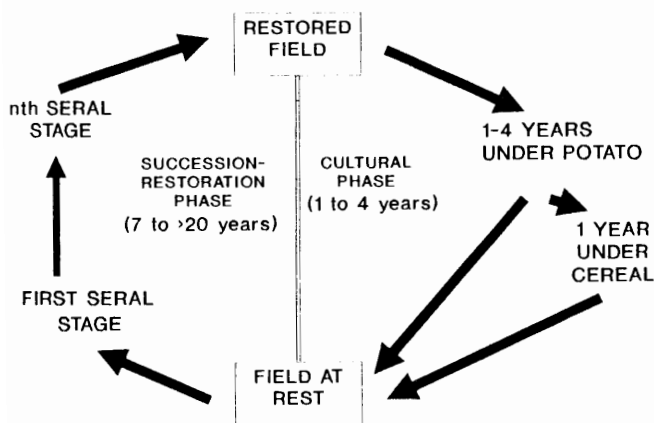 RESTORED
FIELD
nth SERAL
STAGE
1-4 YEARS
UNDER POTATO
SUCCESSION-
RESTORATION
PHASE
(7 to >20 years)
CULTURAL
PHASE
(1 to 4 years)
1 YEAR
UNDER
CEREAL
FIRST SERAL
STAGE
FIELD AT
REST